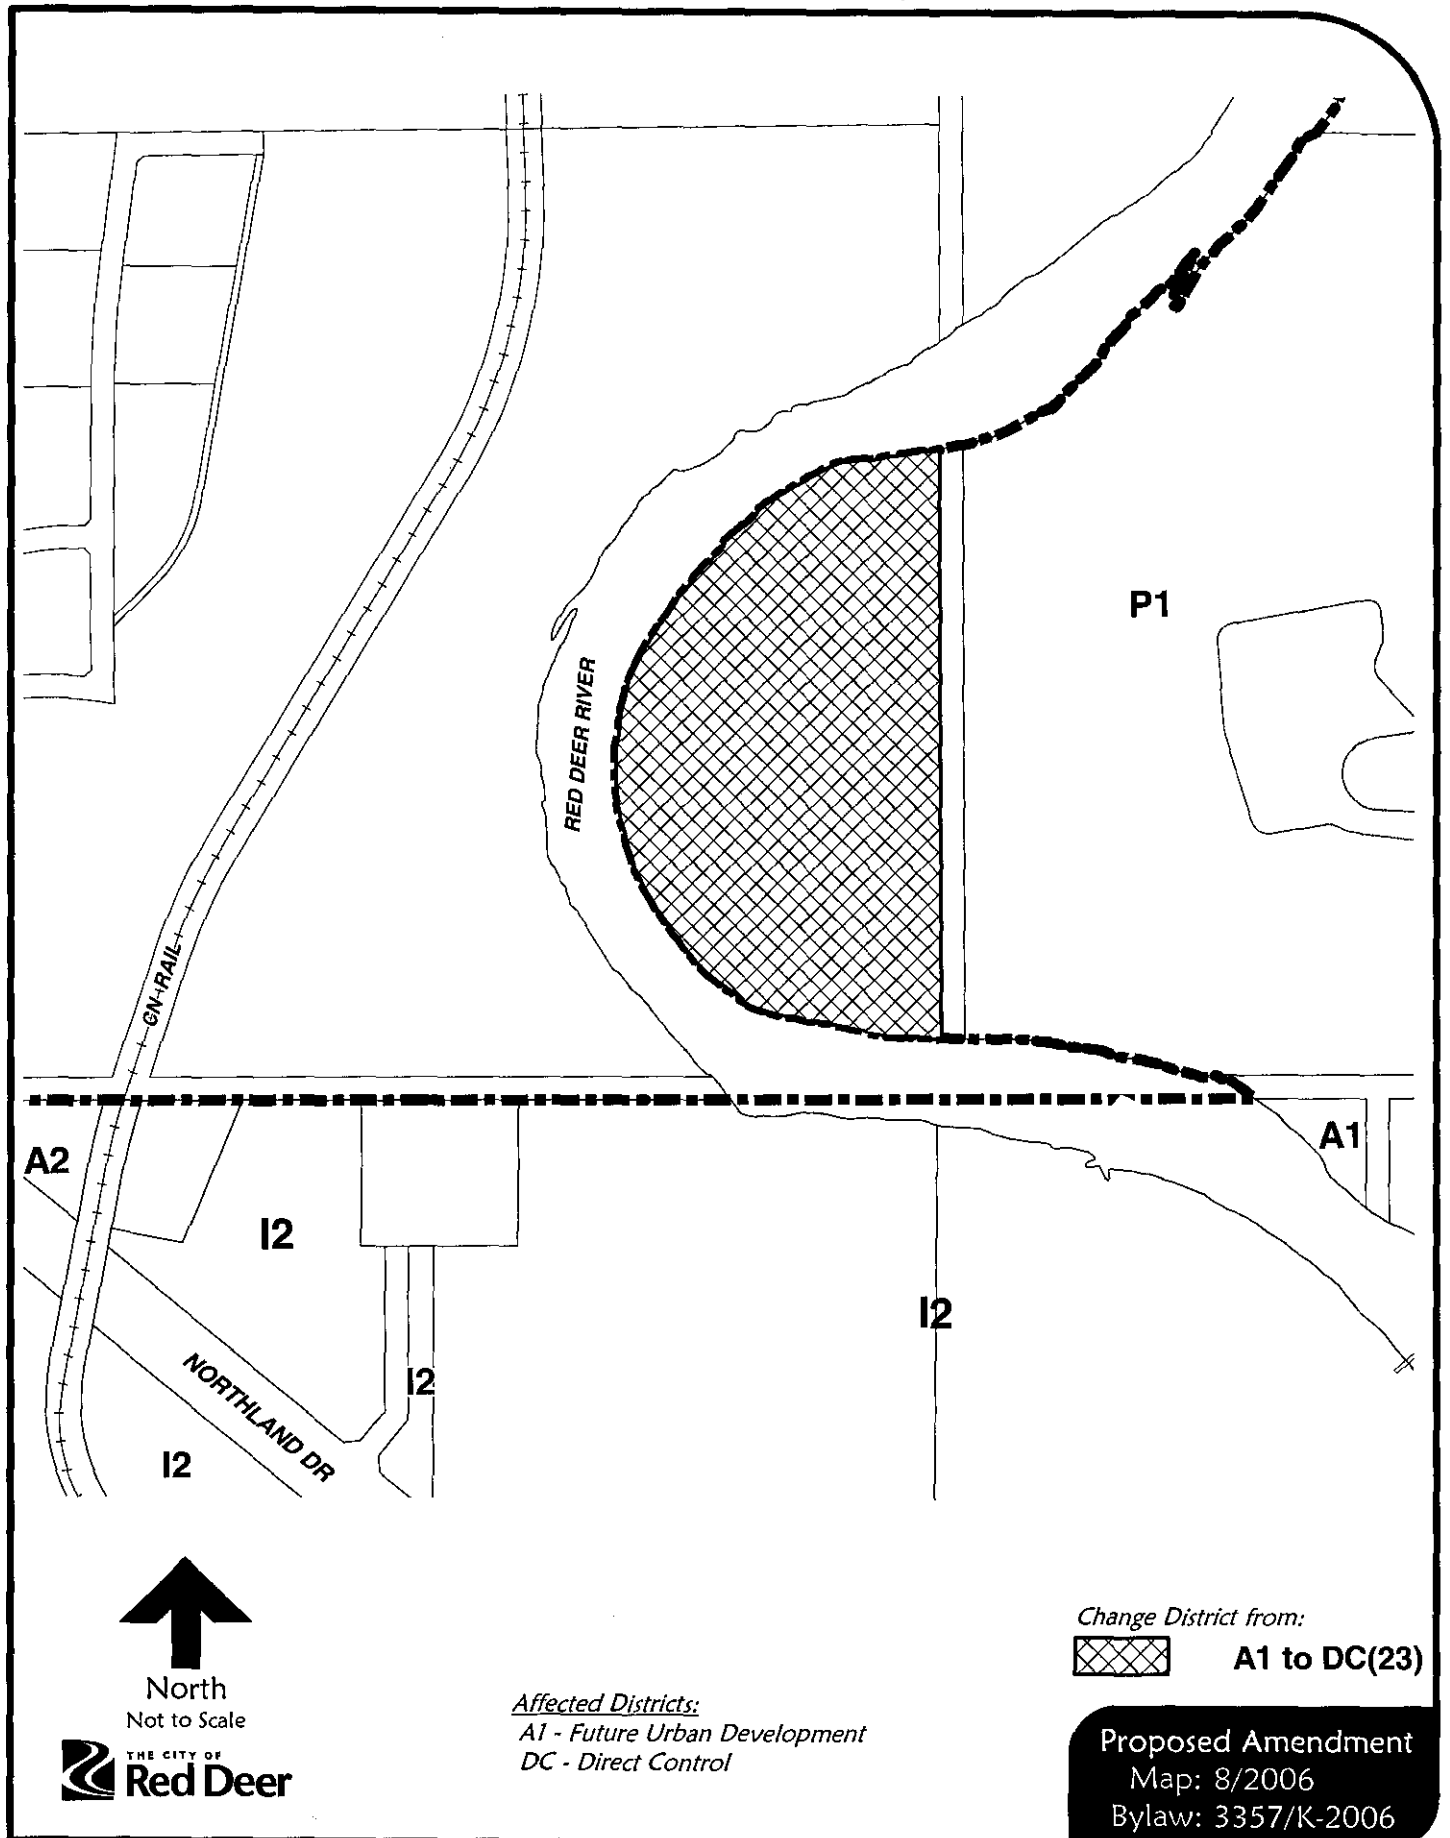 P1
RED DEER RIVER
CN RAIL
A2
A1
I2
I2
I2
NORTHLAND DR
I2
North
Not to Scale
THE CITY OF
Red Deer
Affected Districts:
A1 - Future Urban Development
DC - Direct Control
Change District from:
A1 to DC(23)
Proposed Amendment
Map: 8/2006
Bylaw: 3357/K-2006